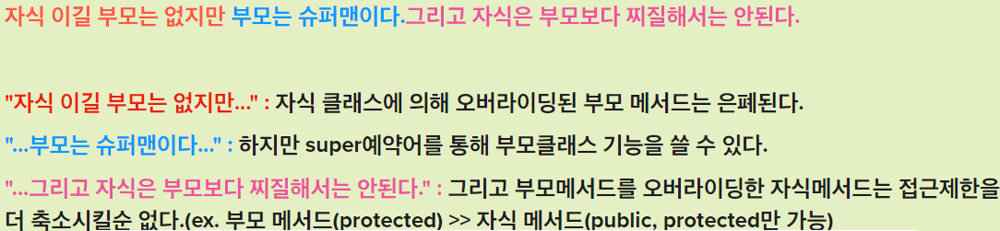 자식 이길 부모는 없지만 부모는 슈퍼맨이다.그리고 자식은 부모보다 찌질해서는 안된다.
"자식 이길 부모는 없지만..." : 자식 클래스에 의해 오버라이딩된 부모 메서드는 은폐된다.
"...부모는 슈퍼맨이다..." : 하지만 super예약어를 통해 부모클래스 기능을 쓸 수 있다.
"...그리고 자식은 부모보다 찌질해서는 안된다." : 그리고 부모메서드를 오버라이딩한 자식메서드는 접근제한을
더 축소시킬순 없다.(ex. 부모 메서드(protected) >> 자식 메서드(public, protected만 가능)